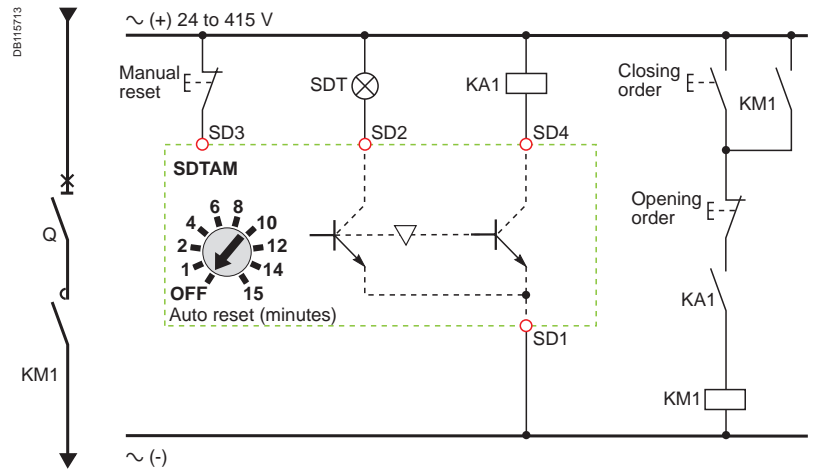 DB115713
∼ (+) 24 to 415 V
Manual
reset
SDT
KA1
Closing
order
KM1
SD3
SD2
SD4
SDTAM
Opening
order
Q
6 8
4 10
2 12
1 14
OFF 15
Auto reset (minutes)
SD1
KA1
KM1
KM1
∼ (-)